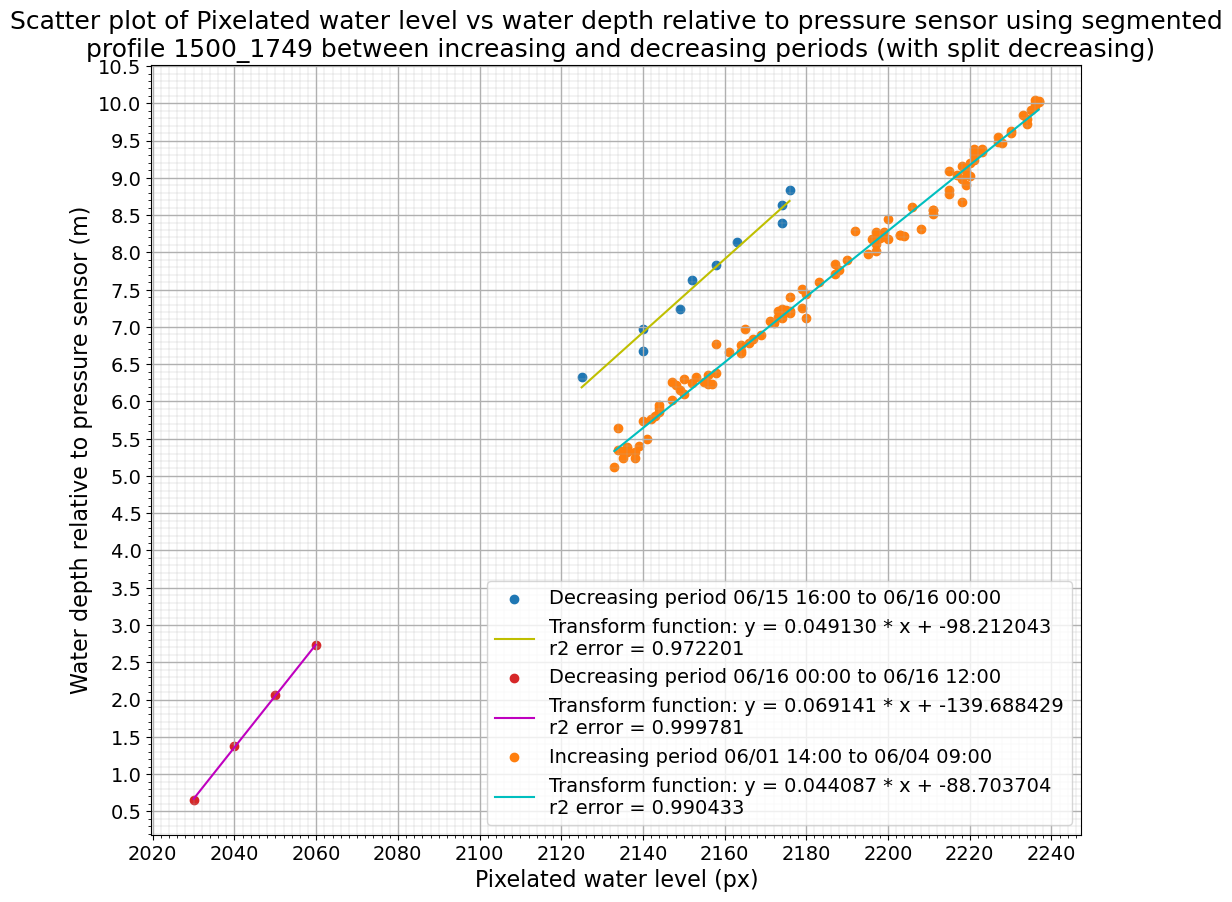 Scatter plot of Pixelated water level vs water depth relative to pressure sensor using segmented
profile 1500_1749 between increasing and decreasing periods (with split decreasing)
Water depth relative to pressure sensor (m)
10.5
10.0
9.5
9.0
8.5
8.0
7.5
7.0
6.5
6.0
5.5
5.0
4.5
4.0
3.5
3.0
2.5
2.0
1.5
1.0
0.5
Decreasing period 06/15 16:00 to 06/16 00:00
Transform function: y = 0.049130 * x + -98.212043
r2 error = 0.972201
Decreasing period 06/16 00:00 to 06/16 12:00
Transform function: y = 0.069141 * x + -139.688429
r2 error = 0.999781
Increasing period 06/01 14:00 to 06/04 09:00
Transform function: y = 0.044087 * x + -88.703704
r2 error = 0.990433
2020 2040 2060 2080 2100 2120 2140 2160 2180 2200 2220 2240
Pixelated water level (px)